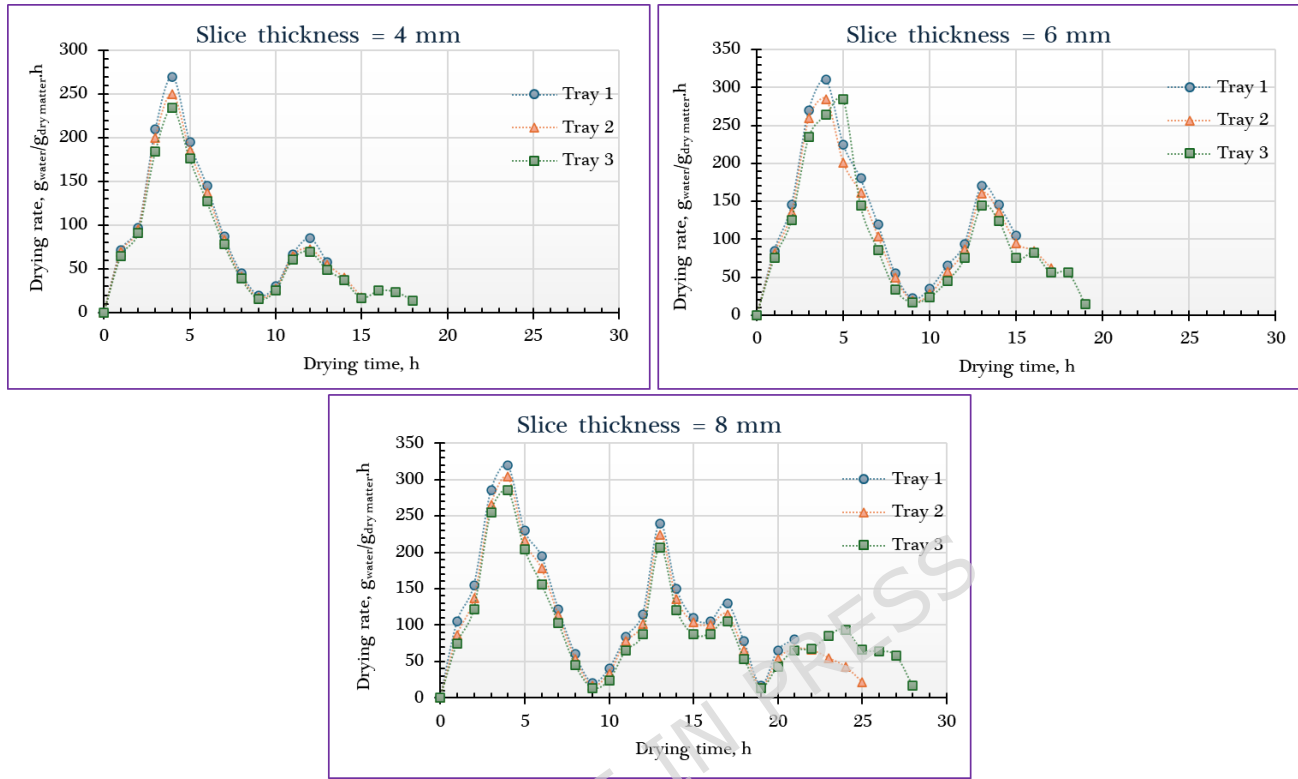 Slice thickness = 4 mm
Drying rate, gwater/gdry matter.h
300
250
200
150
100
50
0
0 5 10 15 20 25 30
Drying time, h
Tray 1
Tray 2
Tray 3
Slice thickness = 6 mm
Drying rate, gwater/gdry matter.h
350
300
250
200
150
100
50
0
0 5 10 15 20 25 30
Drying time, h
Tray 1
Tray 2
Tray 3
Slice thickness = 8 mm
Drying rate, gwater/gdry matter.h
350
300
250
200
150
100
50
0
0 5 10 15 20 25 30
Drying time, h
Tray 1
Tray 2
Tray 3
IN PRESS